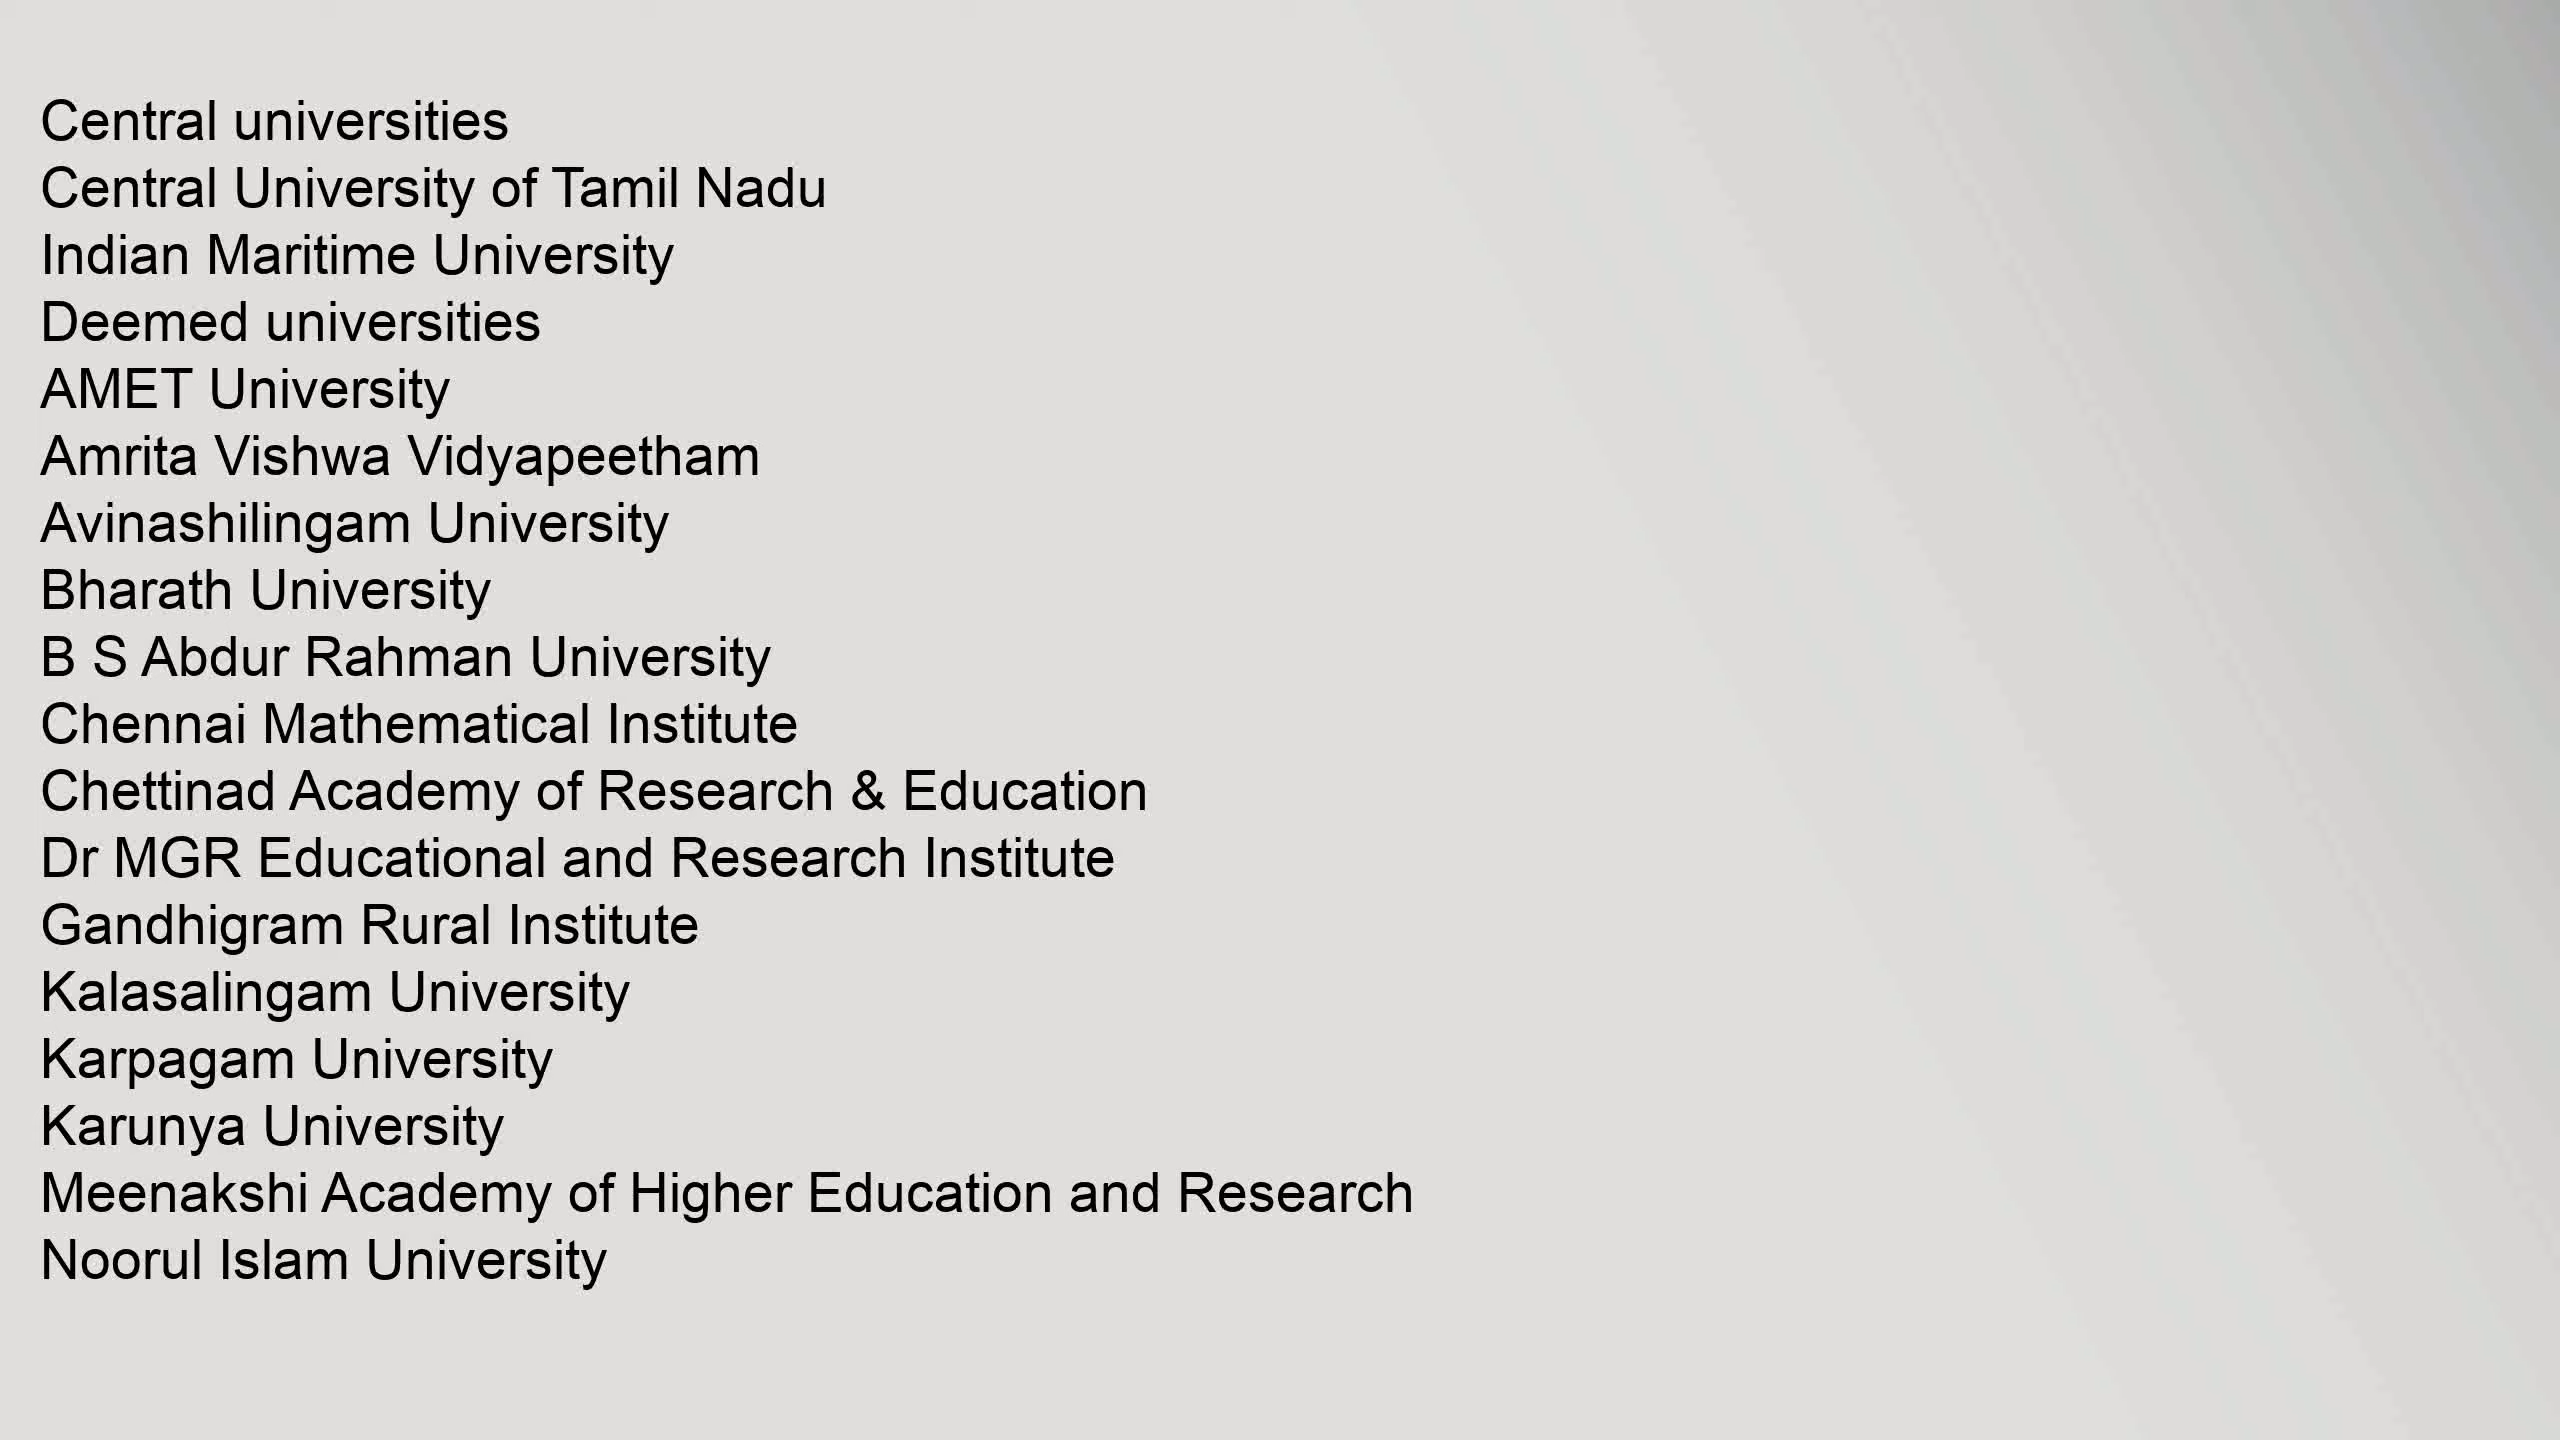 Central universities
Central University of Tamil Nadu
Indian Maritime University
Deemed universities
AMET University
Amrita Vishwa Vidyapeetham
Avinashilingam University
Bharath University
B S Abdur Rahman University
Chennai Mathematical Institute
Chettinad Academy of Research & Education
Dr MGR Educational and Research Institute
Gandhigram Rural Institute
Kalasalingam University
Karpagam University
Karunya University
Meenakshi Academy of Higher Education and Research
Noorul Islam University